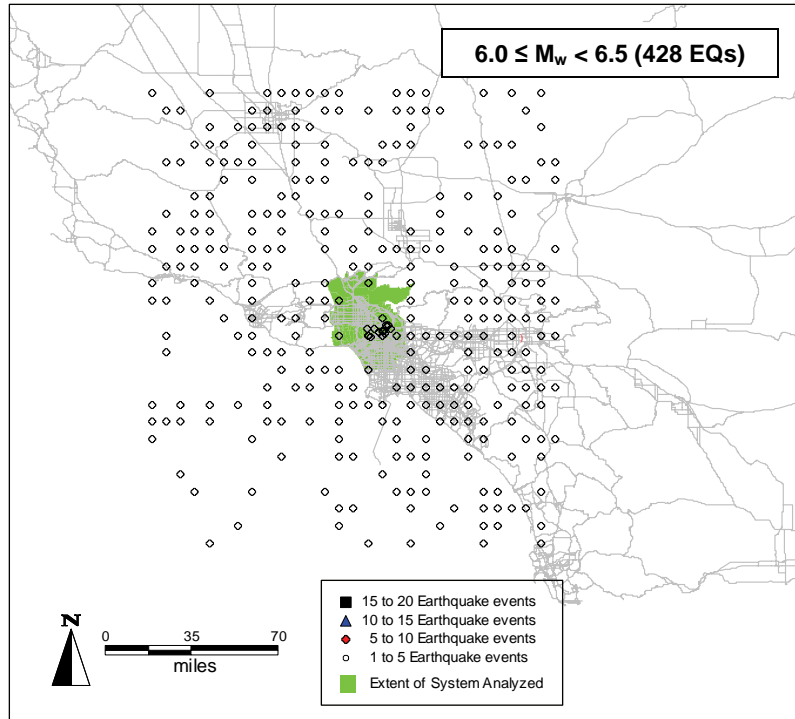 6.0 ≤ Mw < 6.5 (428 EQs)
15 to 20 Earthquake events
10 to 15 Earthquake events
5 to 10 Earthquake events
1 to 5 Earthquake events
Extent of System Analyzed
N
0 35 70
miles